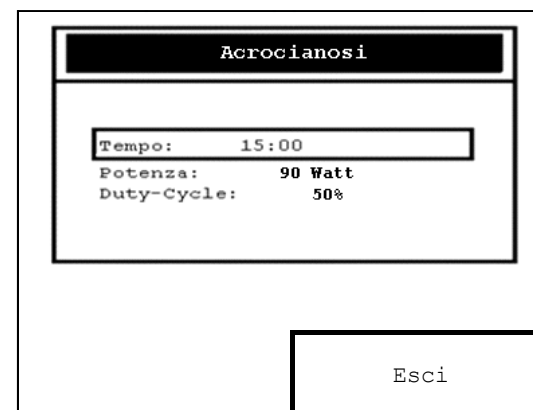 Acrocianosi
Tempo: 15:00
Potenza: 90 Watt
Duty-Cycle: 50%
Esci